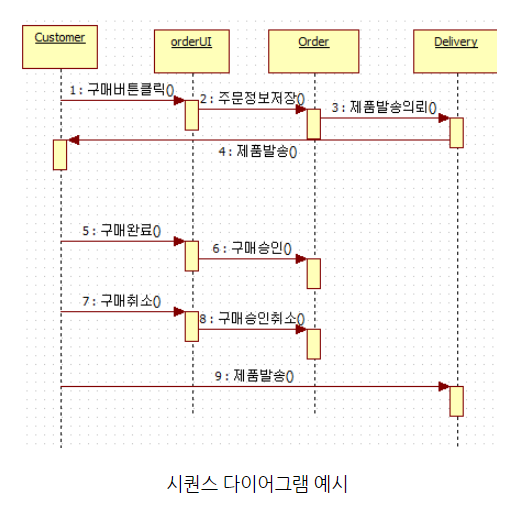 Customer
orderUI
Order
Delivery
1 : 구매버튼클릭()
2 : 주문정보저장()
3 : 제품발송의뢰()
4 : 제품발송()
5 : 구매완료()
6 : 구매승인()
7 : 구매취소()
8 : 구매승인취소()
9 : 제품발송()
시퀀스 다이어그램 예시